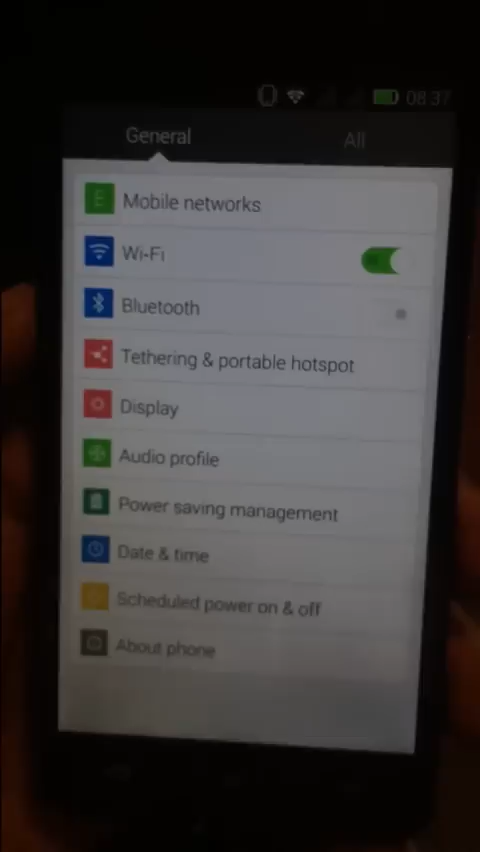 08:37
General
All
Mobile networks
Wi-Fi
Bluetooth
Tethering & portable hotspot
Display
Audio profile
Power saving management
Date & time
Scheduled power on & off
About phone